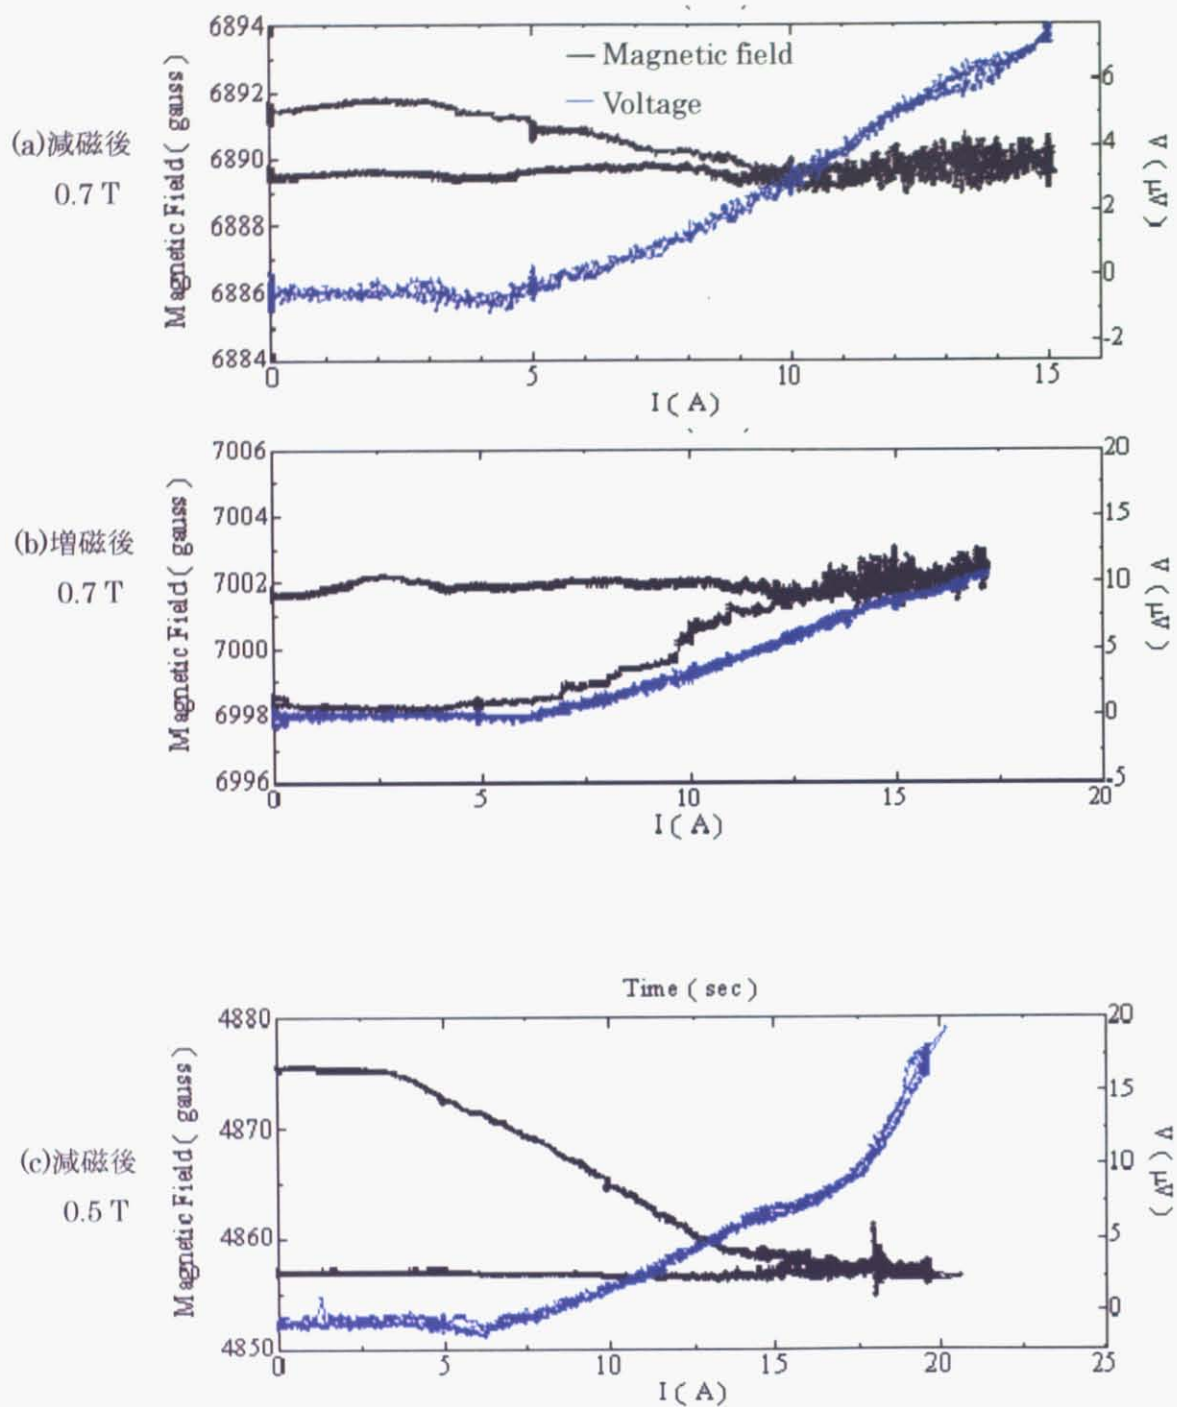 (a)減磁後
0.7 T
Magnetic Field( gauss)
6894
6892
6890
6888
6886
6884
Magnetic field
Voltage
6
4
2
0
-2
V ( μV )
0
5
10
15
I ( A )
(b)増磁後
0.7 T
Magnetic Field( gauss)
7006
7004
7002
7000
6998
6996
20
15
10
5
0
-5
V ( μV )
0
5
10
15
20
I ( A )
(c)減磁後
0.5 T
Time ( sec )
Magnetic Field( gauss)
4880
4870
4860
4830
20
15
10
5
0
V ( μV )
0
5
10
15
20
25
I ( A )